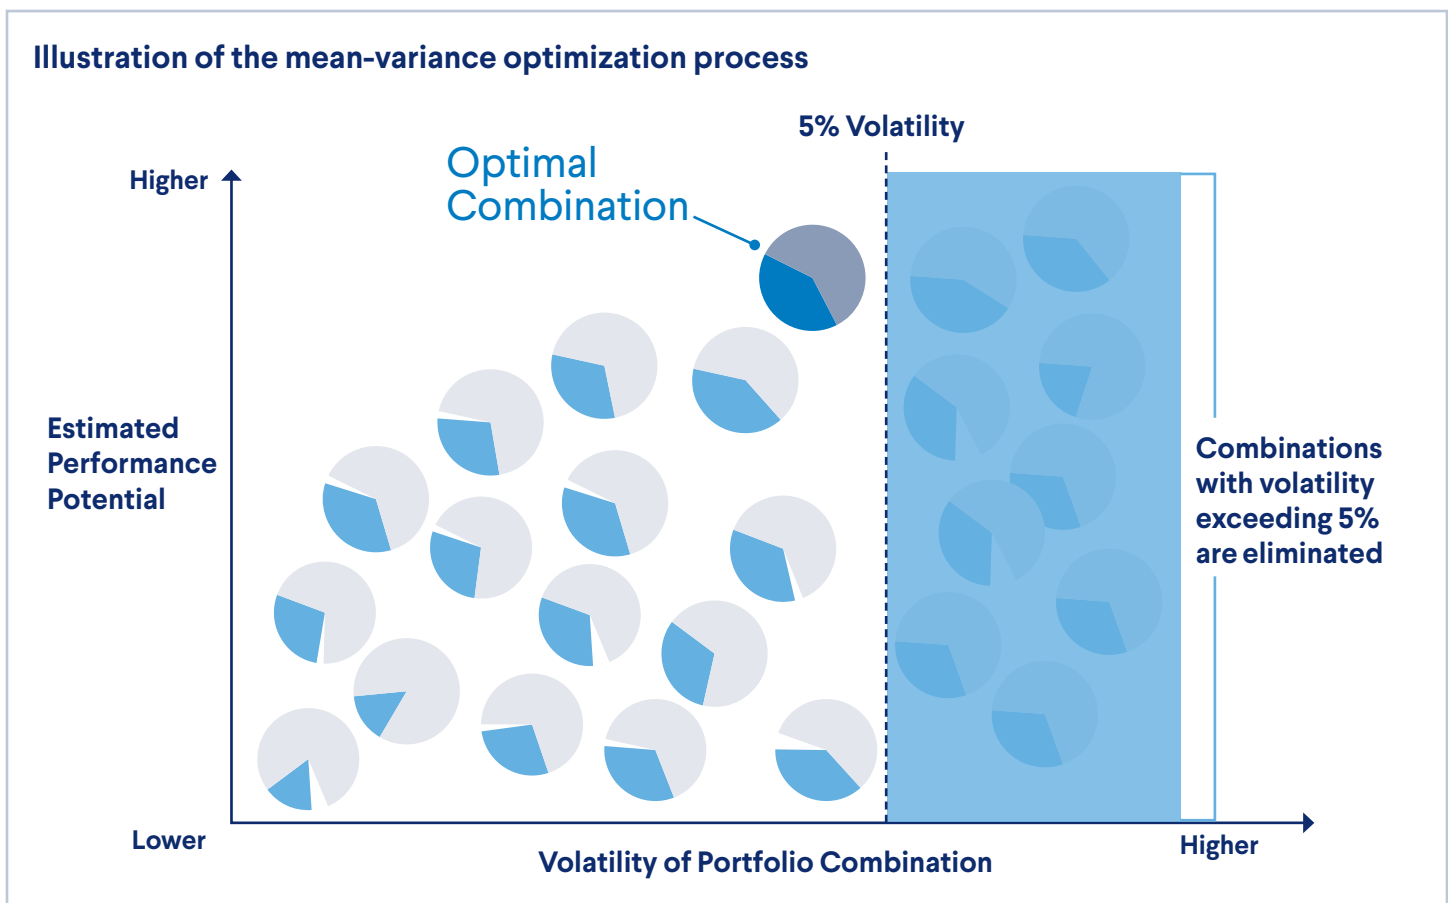 Illustration of the mean-variance optimization process
5% Volatility
Optimal
Combination
Higher
Estimated
Performance
Potential
Combinations
with volatility
exceeding 5%
are eliminated
Lower
Higher
Volatility of Portfolio Combination